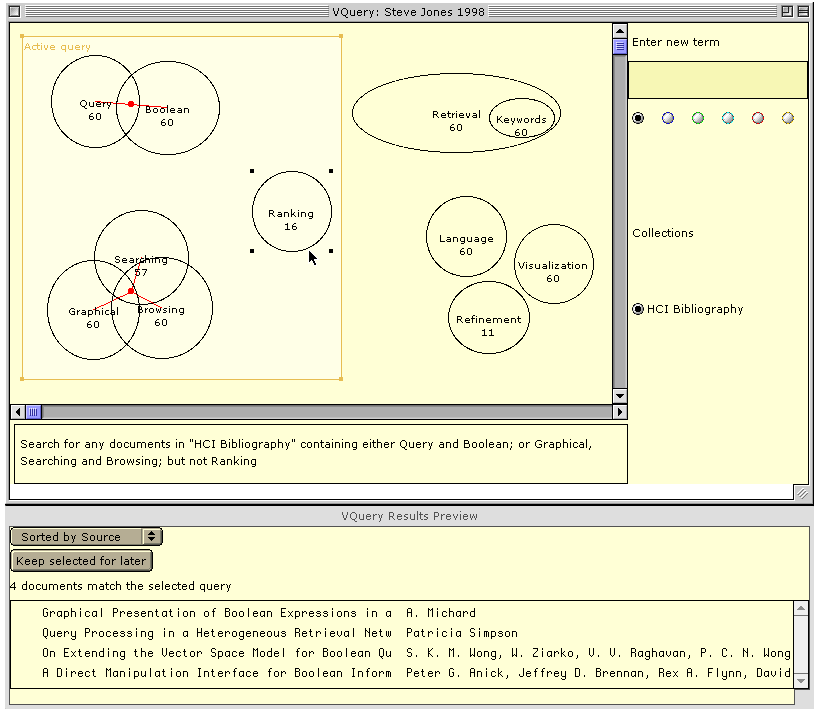 VQuery: Steve Jones 1998
Active query
Query
60
Boolean
60
Retrieval
60
Keywords
60
Ranking
16
Searching
57
Graphical
60
Browsing
60
Language
60
Visualization
60
Refinement
11
Enter new term
Collections
HCI Bibliography
Search for any documents in "HCI Bibliography" containing either Query and Boolean; or Graphical,
Searching and Browsing; but not Ranking
VQuery Results Preview
Sorted by Source
Keep selected for later
4 documents match the selected query
Graphical Presentation of Boolean Expressions in a A. Michard
Query Processing in a Heterogeneous Retrieval Netw Patricia Simpson
On Extending the Vector Space Model for Boolean Qu S. K. M. Wong, W. Ziarko, V. V. Raghavan, P. C. N. Wong
A Direct Manipulation Interface for Boolean Inform Peter G. Anick, Jeffrey D. Brennan, Rex A. Flynn, David